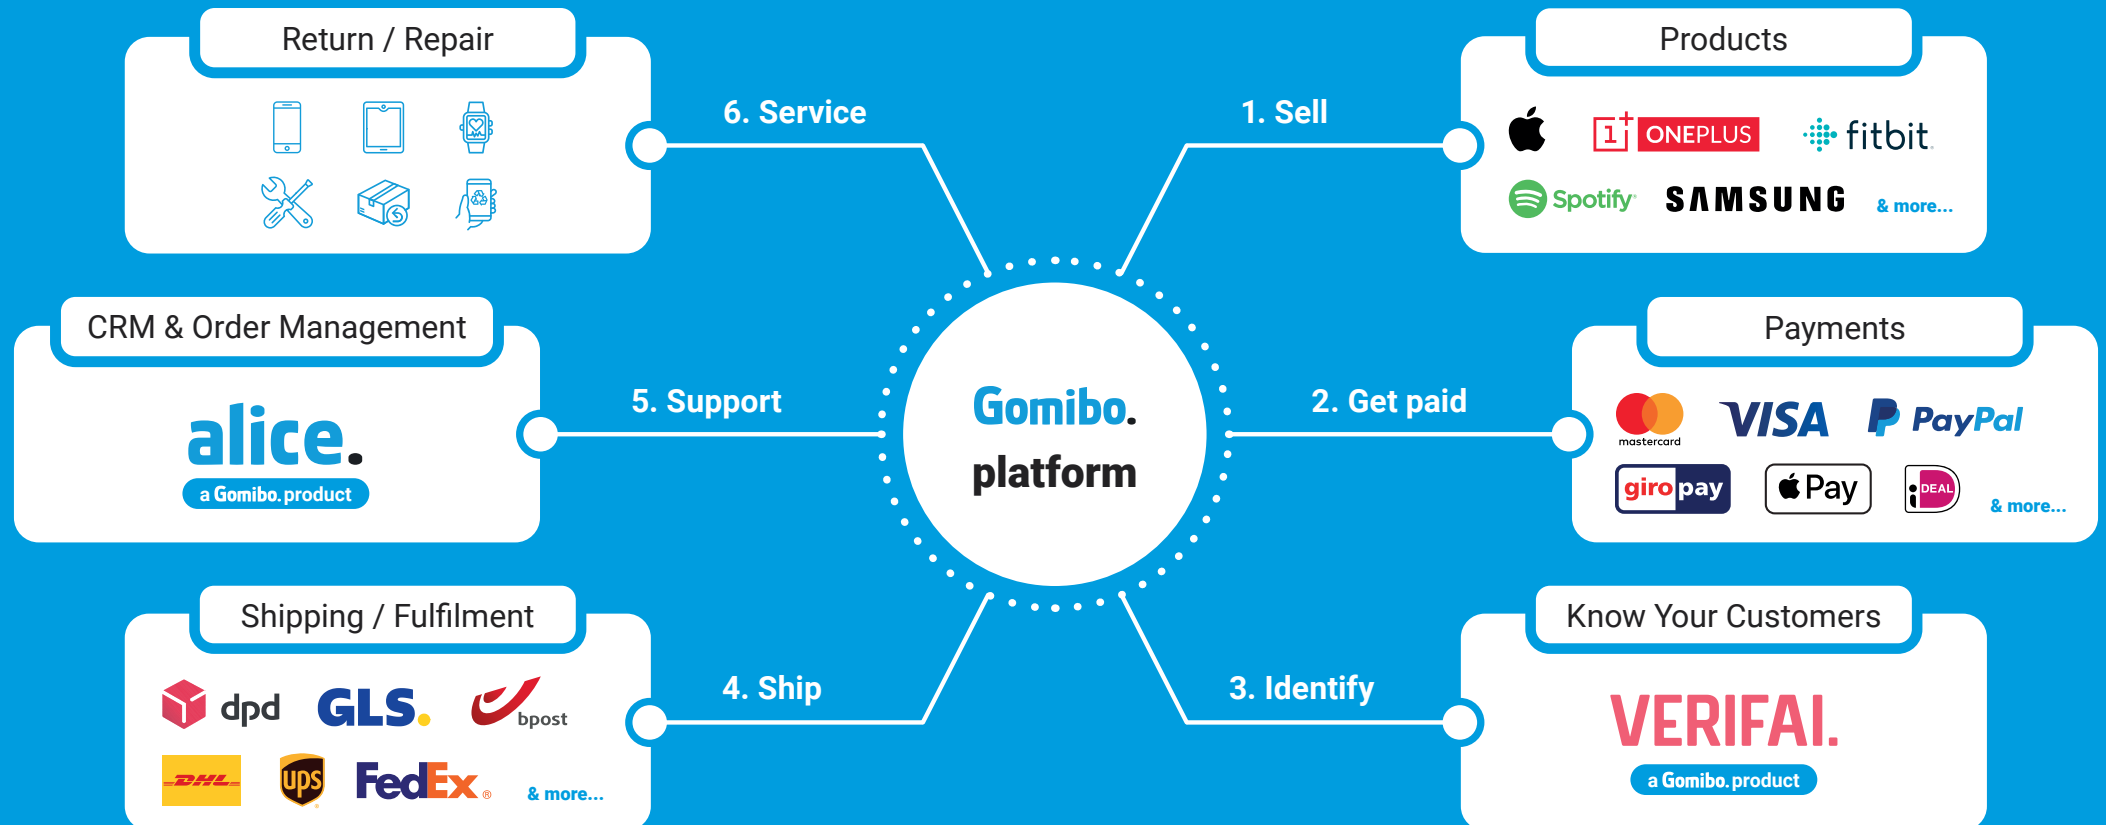 Return / Repair
6. Service
1. Sell
Products
1+ ONEPLUS
fitbit.
Spotify
SAMSUNG
& more...
CRM & Order Management
alice.
a Gomibo. product
5. Support
Gomibo.
platform
2. Get paid
Payments
mastercard
VISA
PayPal
giropay
Pay
iDEAL
& more...
Shipping / Fulfilment
dpd
GLS.
bpost
DHL
ups
FedEx®
& more...
4. Ship
3. Identify
Know Your Customers
VERIFAI.
a Gomibo. product